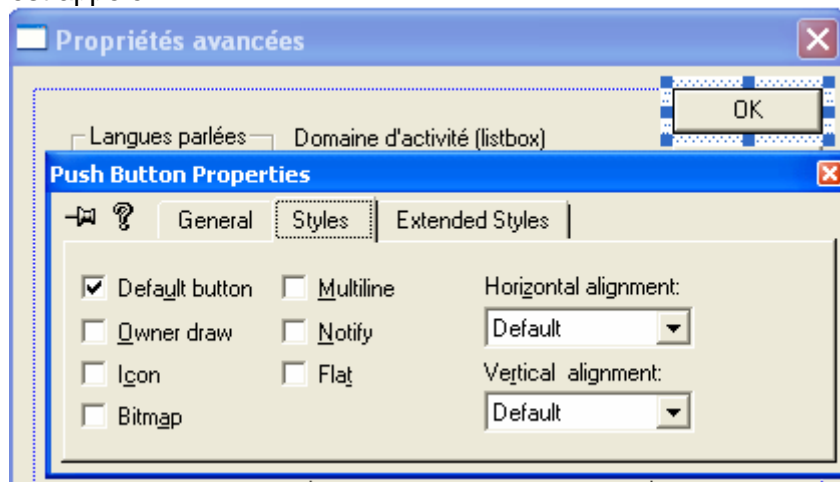 Propriétés avancées
OK
Langues parlées Domaine d'activité (listbox)
Push Button Properties
General Styles Extended Styles
Default button Multiline Horizontal alignment:
Owner draw Notify Default
Icon Flat Vertical alignment:
Bitmap Default